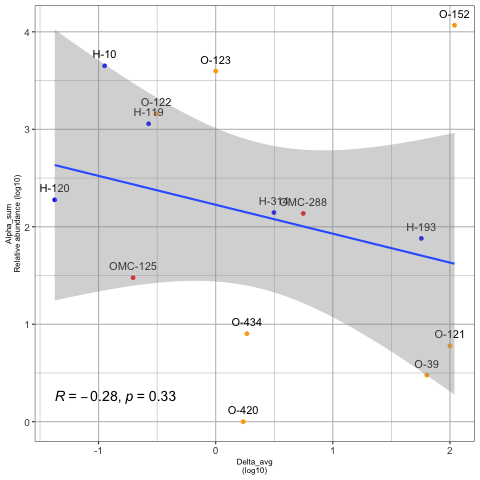 O-152
4
H-10
O-123
O-122
H-119
3
H-120
H-314
OMC-288
H-193
2
OMC-125
O-434
O-121
1
O-39
R = −0.28, p = 0.33
O-420
0
Alpha_sum
Relative abundance (log10)
-1
0
1
2
Delta_avg
(log10)